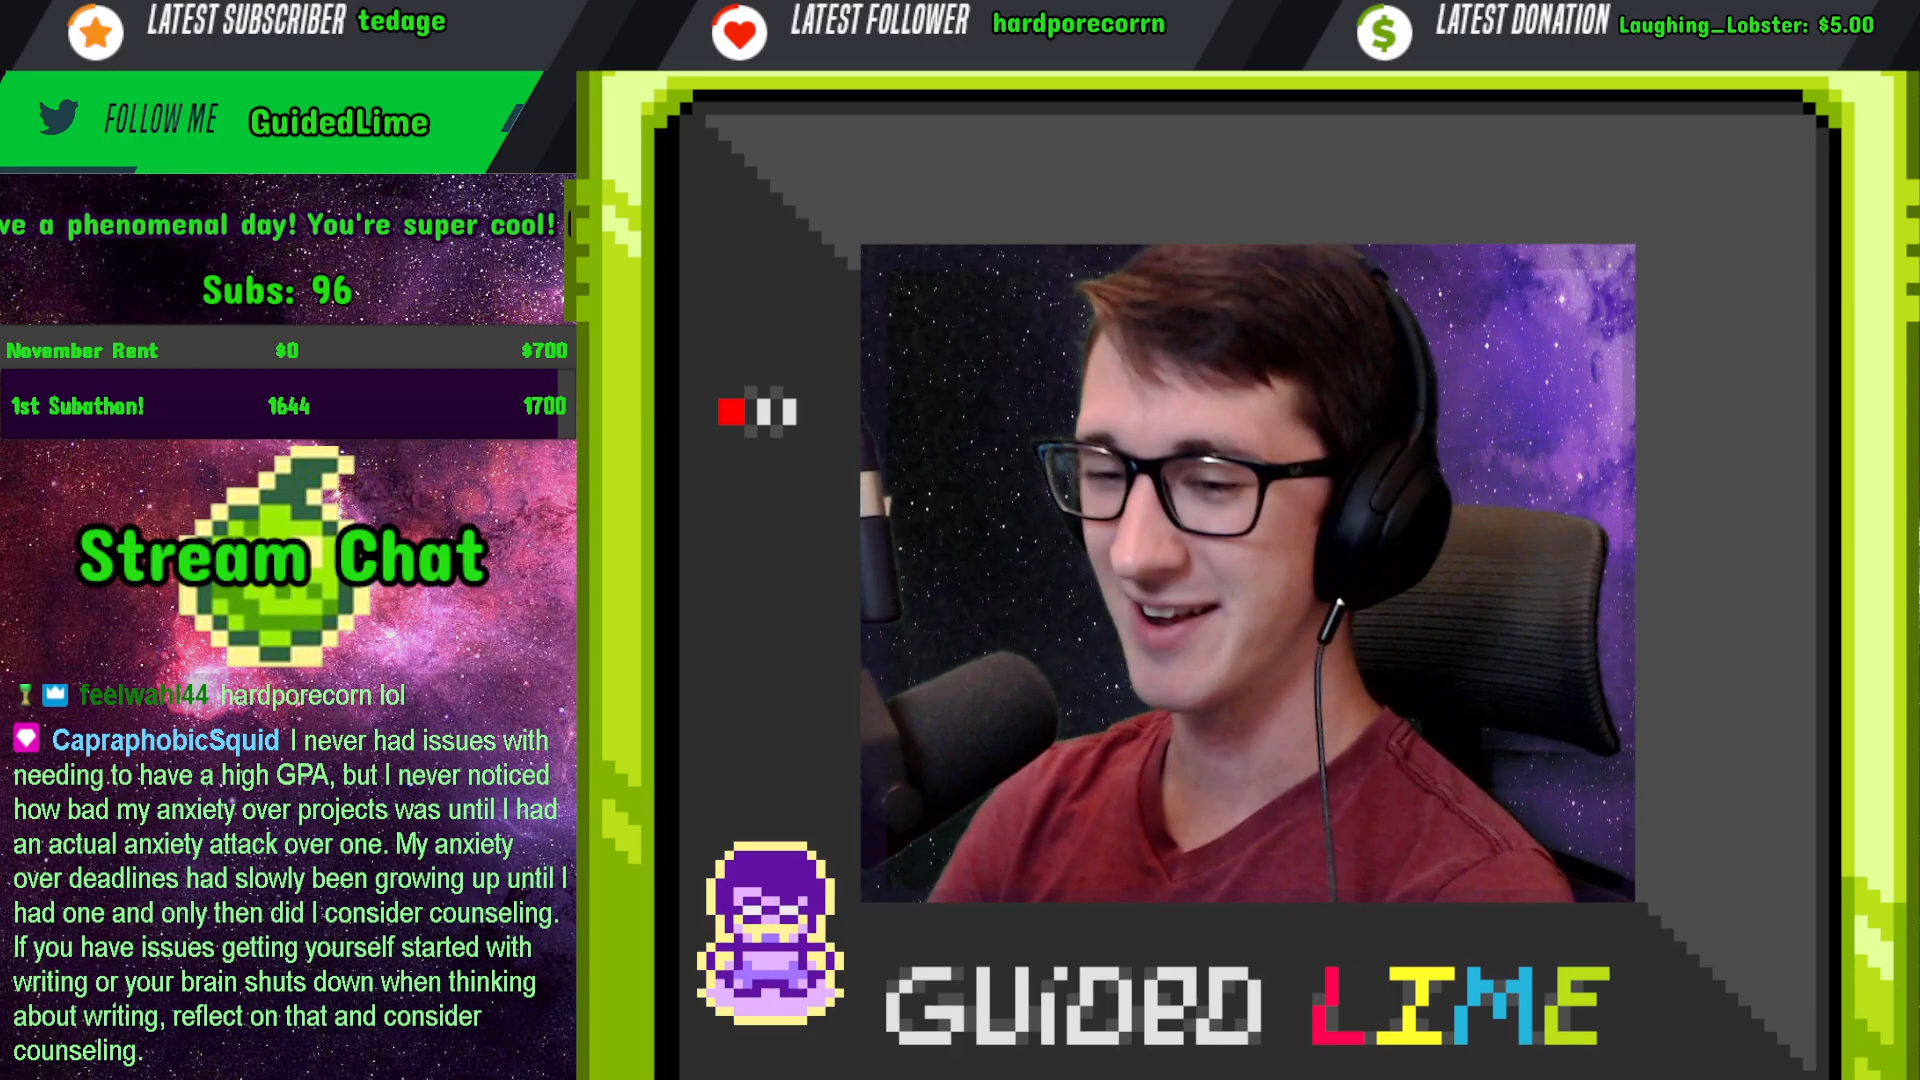 LATEST SUBSCRIBER tedage
LATEST FOLLOWER hardporecorrn
LATEST DONATION Laughing_Lobster: $5.00
FOLLOW ME GuidedLime
ve a phenomenal day! You're super cool!
Subs: 96
November Rent $0 $700
1st Subathon! 1644 1700
Stream Chat
feelwahl44 hardporecorn lol
CapraphobicSquid I never had issues with
needing to have a high GPA, but I never noticed
how bad my anxiety over projects was until I had
an actual anxiety attack over one. My anxiety
over deadlines had slowly been growing up until I
had one and only then did I consider counseling.
If you have issues getting yourself started with
writing or your brain shuts down when thinking
about writing, reflect on that and consider
counseling.
GUiDED LIME